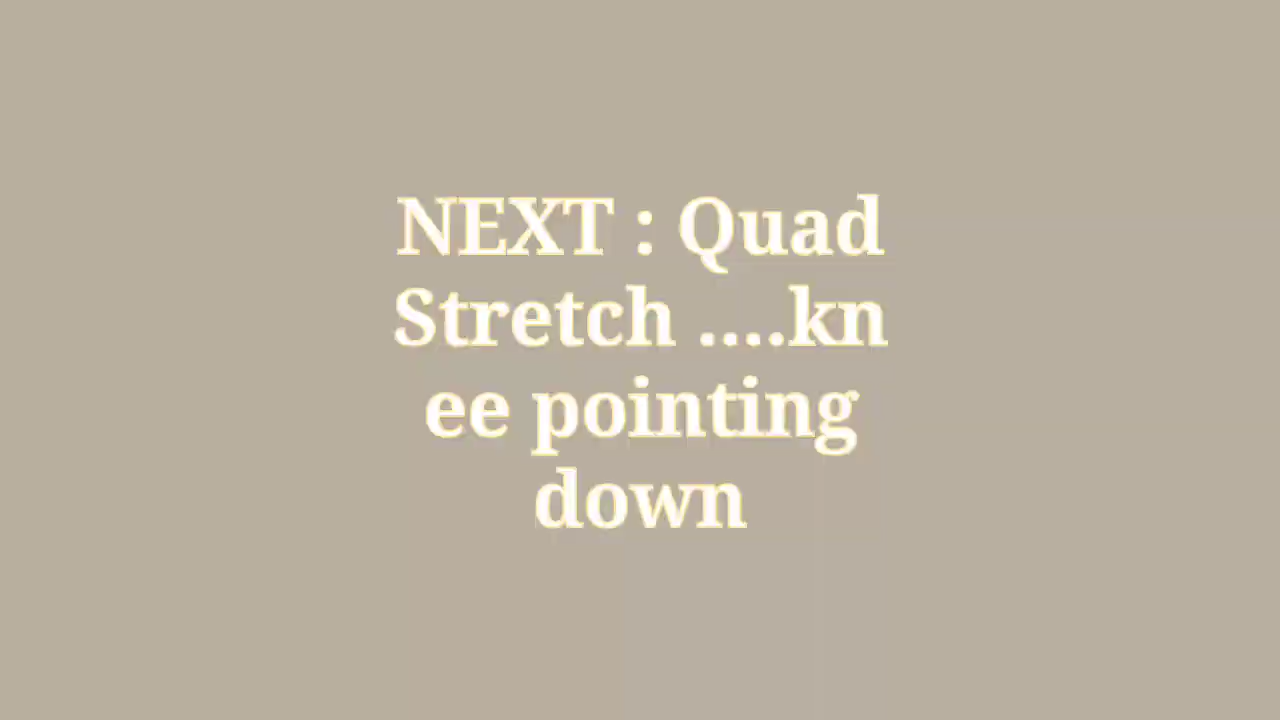 NEXT : Quad
Stretch ....kn
ee pointing
down